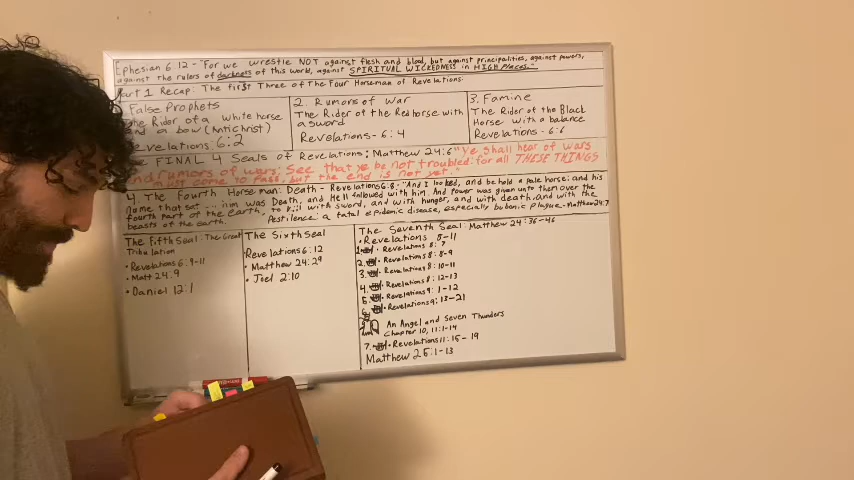 Ephesian 6:12 - "For we wrestle NOT against flesh and blood, but against principalities, against powers,
against the rulers of darkness of this world, against SPIRITUAL WICKEDNESS in HIGH Places."
Part 1 Recap: The first Three of The Four Horseman of Revelations.
False Prophets
The Rider of a white horse
and a bow (Antichrist)
Revelations 6:2
2. Rumors of War
The Rider of the Red horse with
a sword
Revelations - 6:4
3. Famine
The Rider of the Black
Horse with a balance
Revelations - 6:6
The FINAL 4 Seals of Revelations: Matthew 24:6 "Ye shall hear of wars
and rumors of wars: See that ye be not troubled: for all THESE THINGS
must come to pass, but the end is not yet."
4. The Fourth Horseman: Death - Revelations 6:8 - "And I looked, and behold a pale horse: and his
name that sat ... him was Death, and Hell followed with him. And Power was given unto them over the
fourth part of the earth, to kill with sword, and with hunger, and with death, and with the
beasts of the earth. Pestilence: a fatal epidemic disease, especially bubonic plague - Matthew 24:7
The Fifth Seal: The Great
Tribulation
• Revelations 6:9-11
• Matt 24:9
• Daniel 12:1
The Sixth Seal
Revelations 6:12
• Matthew 24:29
• Joel 2:10
The Seventh Seal: Matthew 24:36-46
• Revelations 8-11
1. • Revelations 8:7
2. • Revelations 8:8-9
3. • Revelations 8:10-11
4. • Revelations 8:12-13
5. • Revelations 9:1-12
6. • Revelations 9:13-21
An Angel and Seven Thunders
Chapter 10, 11:1-14
7. • Revelations 11:15-19
Matthew 25:1-13